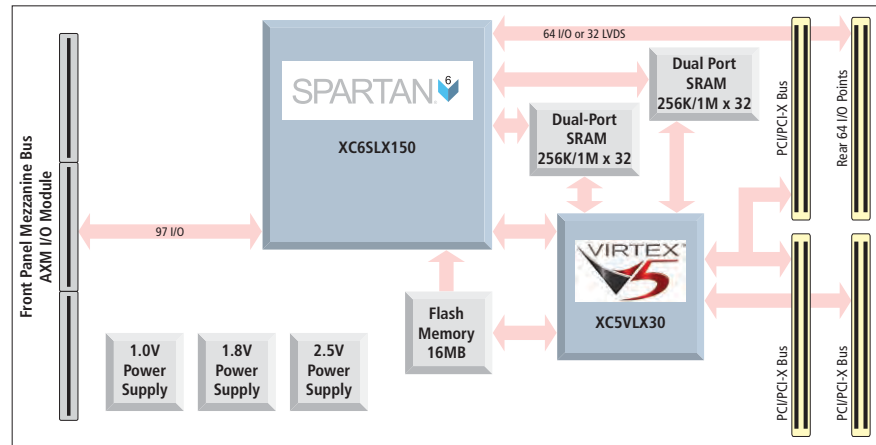 Front Panel Mezzanine Bus
AXM I/O Module
97 I/O
SPARTAN 6
XC6SLX150
64 I/O or 32 LVDS
Dual Port
SRAM
256K/1M x 32
Dual-Port
SRAM
256K/1M x 32
PCI/PCI-X Bus
Rear 64 I/O Points
VIRTEX
5
XC5VLX30
Flash
Memory
16MB
1.0V
Power
Supply
1.8V
Power
Supply
2.5V
Power
Supply
PCI/PCI-X Bus
PCI/PCI-X Bus